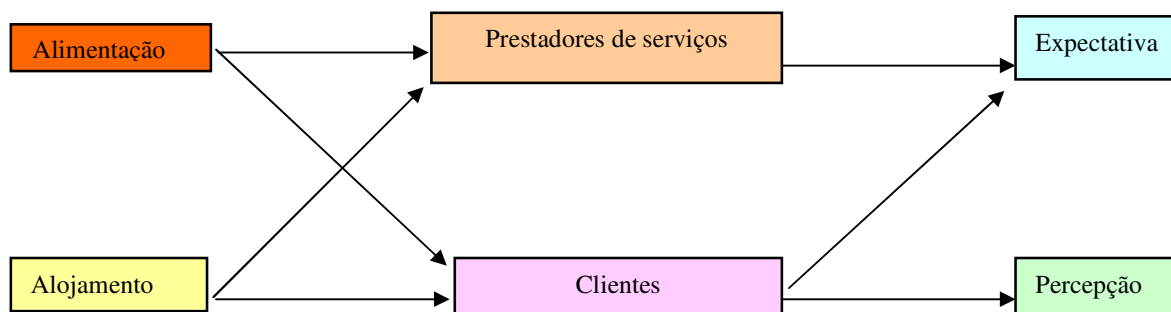 Alimentação
Prestadores de serviços
Expectativa
Alojamento
Clientes
Percepção